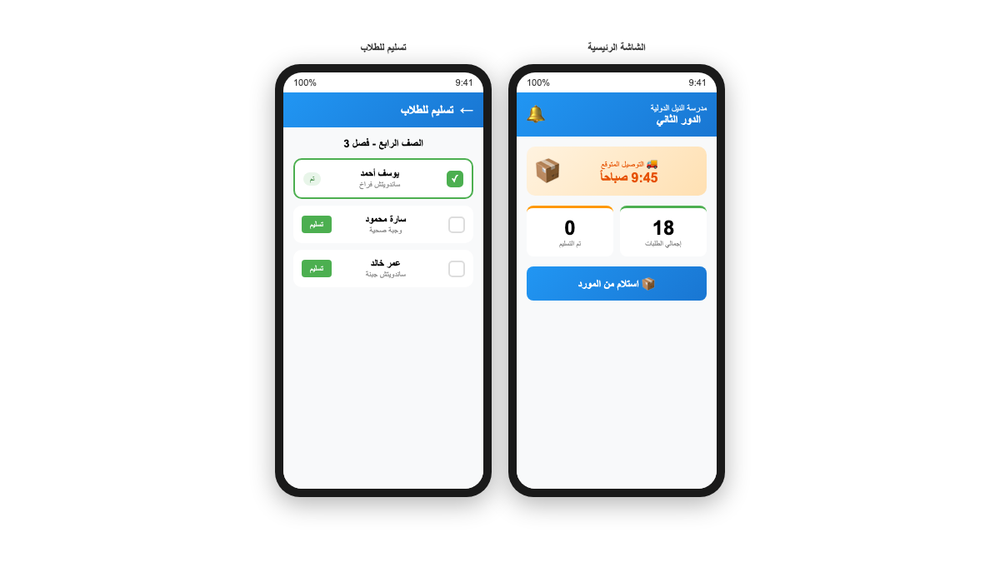 الشاشة الرئيسية
9:41
100%
مدرسة النيل الدولية
الدور الثاني
🔔
🚚 التوصيل المتوقع
9:45 صباحاً
📦
18
إجمالي الطلبات
0
تم التسليم
📦 استلام من المورد
تسليم للطلاب
9:41
100%
← تسليم للطلاب
الصف الرابع - فصل 3
✓
يوسف أحمد
ساندويتش فراخ
تم
سارة محمود
وجبة صحية
تسليم
عمر خالد
ساندويتش جبنة
تسليم